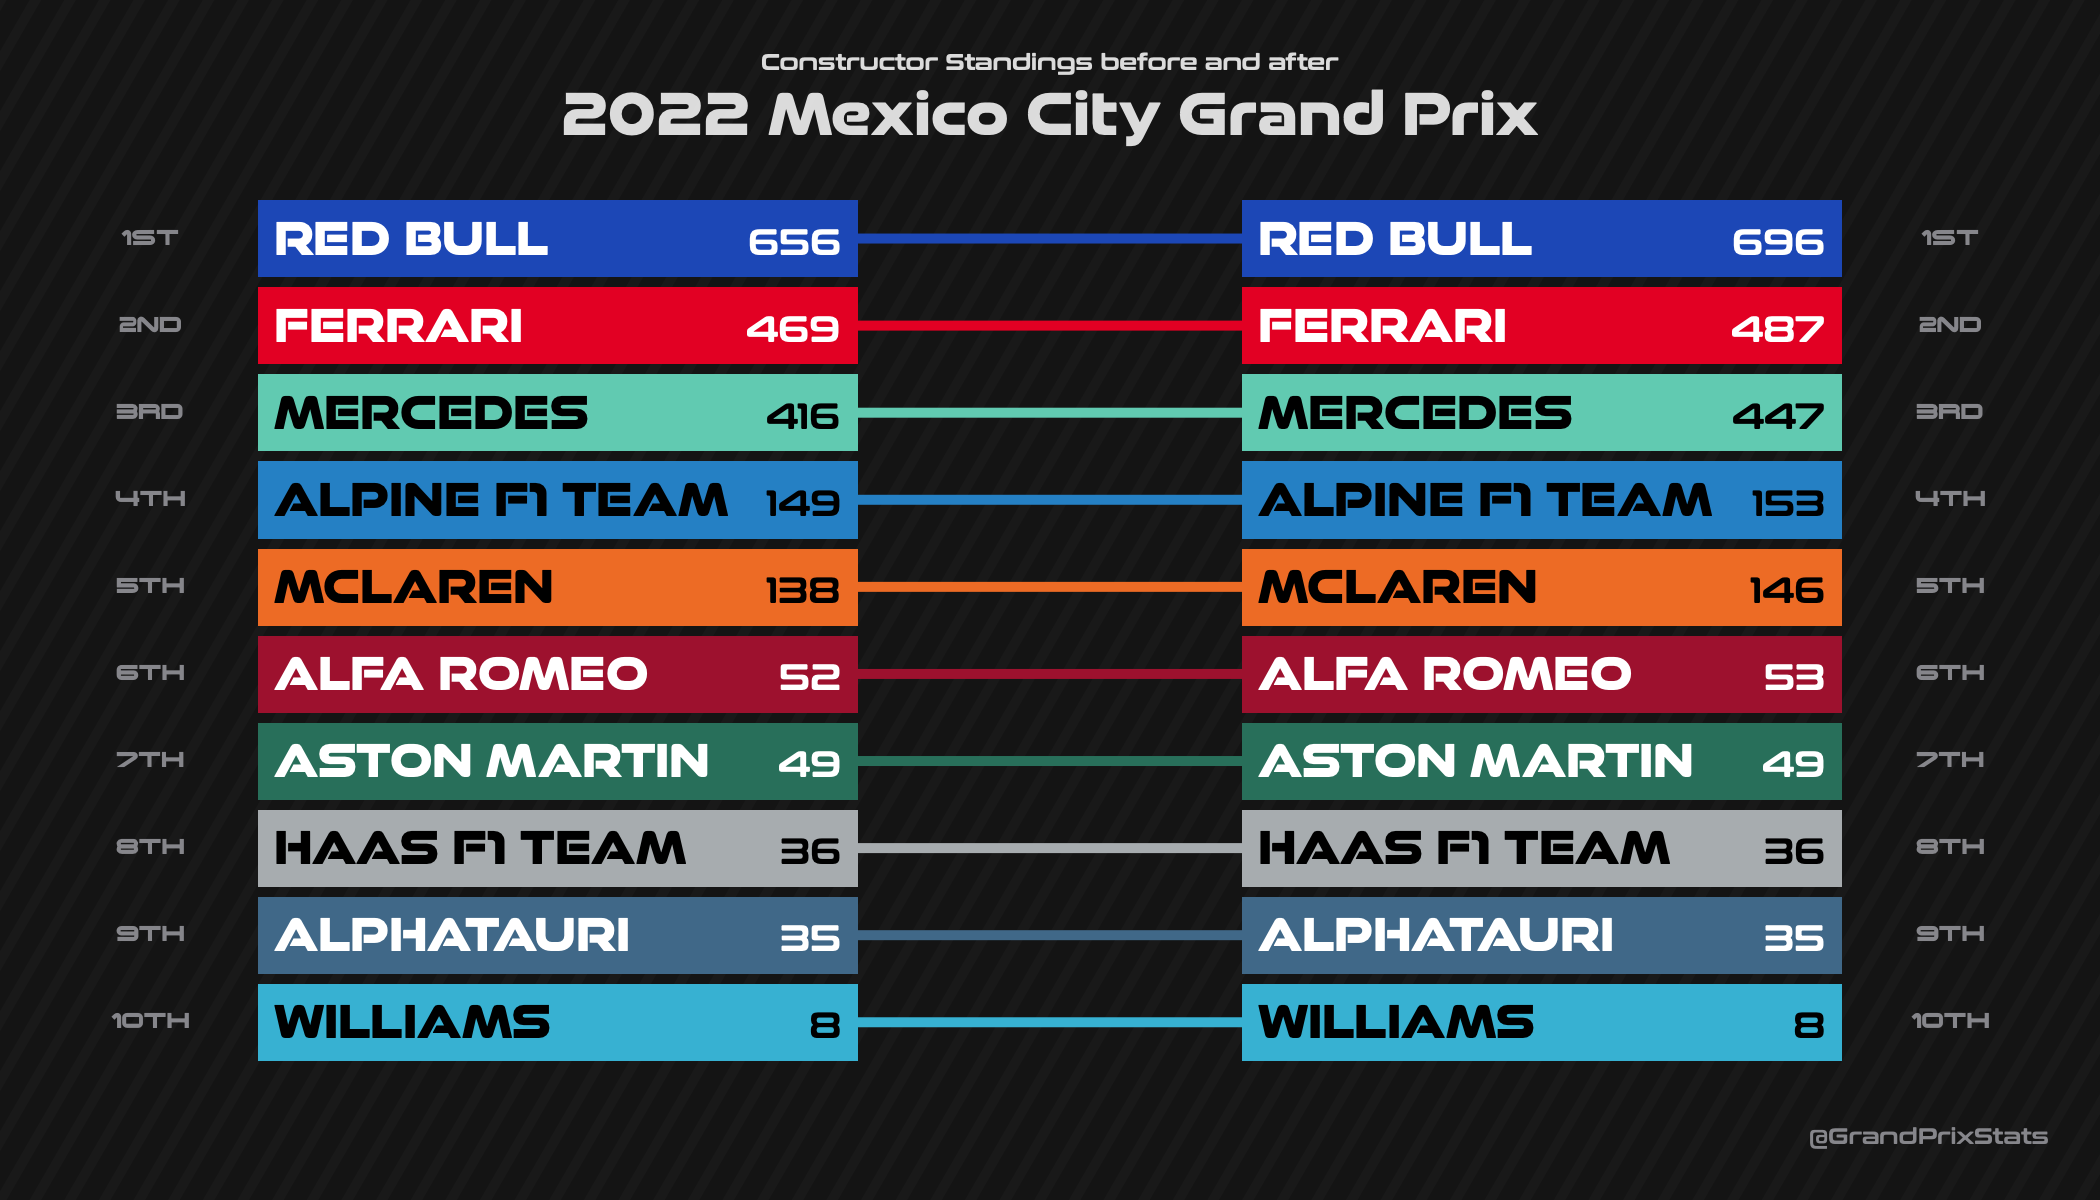 Constructor Standings before and after
2022 Mexico City Grand Prix
1ST RED BULL 656 RED BULL 696 1ST
2ND FERRARI 469 FERRARI 487 2ND
3RD MERCEDES 416 MERCEDES 447 3RD
4TH ALPINE F1 TEAM 149 ALPINE F1 TEAM 153 4TH
5TH MCLAREN 138 MCLAREN 146 5TH
6TH ALFA ROMEO 52 ALFA ROMEO 53 6TH
7TH ASTON MARTIN 49 ASTON MARTIN 49 7TH
8TH HAAS F1 TEAM 36 HAAS F1 TEAM 36 8TH
9TH ALPHATAURI 35 ALPHATAURI 35 9TH
10TH WILLIAMS 8 WILLIAMS 8 10TH
@GrandPrixStats